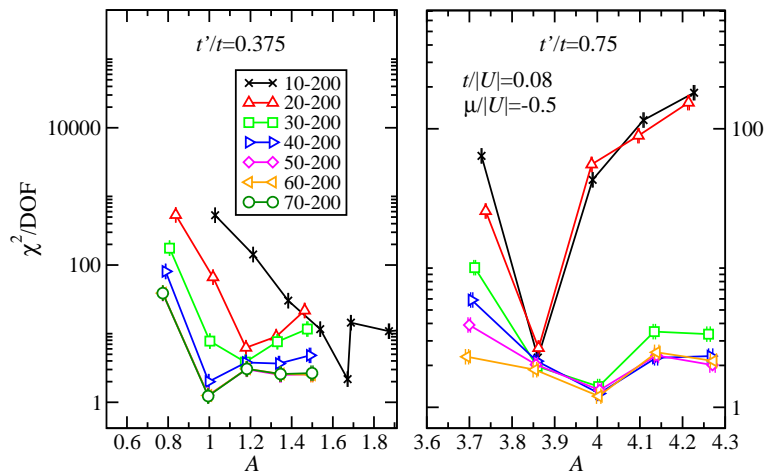 t'/t=0.375
t'/t=0.75
10-200
20-200
30-200
40-200
50-200
60-200
70-200
t/|U|=0.08
μ/|U|=-0.5
χ²/DOF
10000
100
1
100
1
0.6 0.8 1 1.2 1.4 1.6 1.8
3.6 3.7 3.8 3.9 4 4.1 4.2 4.3
A
A